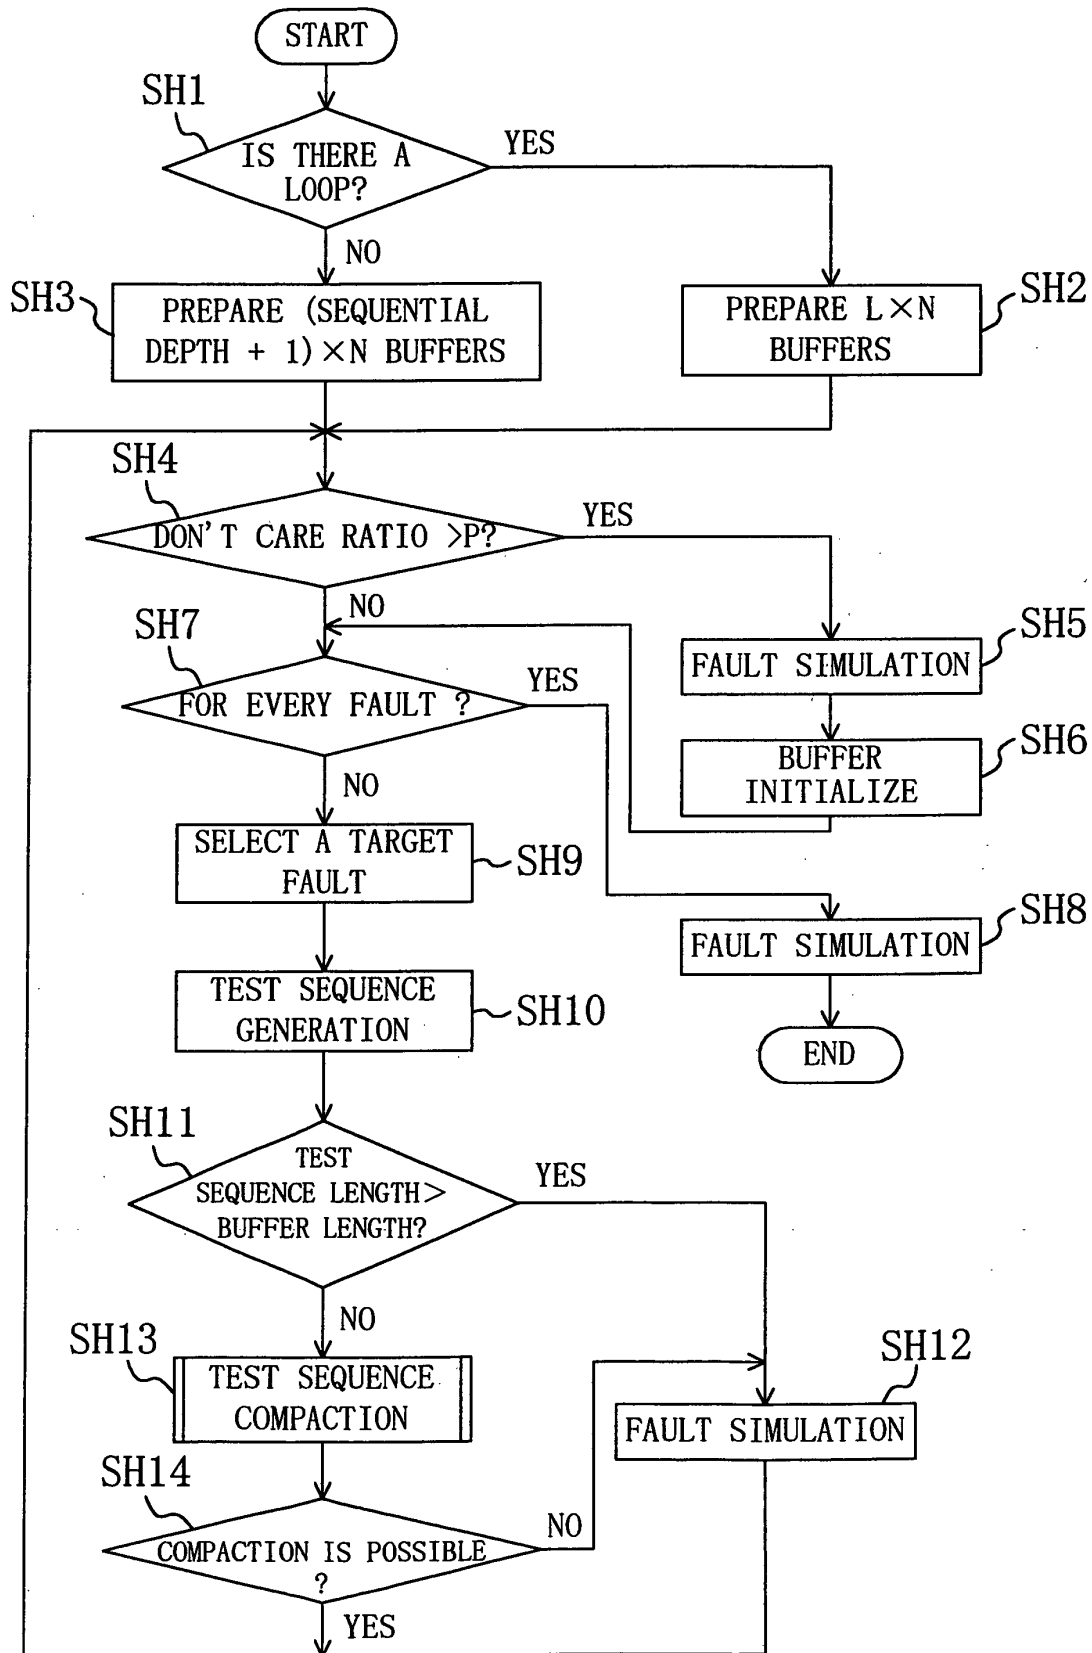 START
SH1
IS THERE A
LOOP?
YES
NO
SH3
PREPARE (SEQUENTIAL
DEPTH + 1)×N BUFFERS
PREPARE L×N
BUFFERS
SH2
SH4
DON'T CARE RATIO >P?
YES
NO
SH5
FAULT SIMULATION
SH7
FOR EVERY FAULT ?
YES
NO
SH6
BUFFER
INITIALIZE
SELECT A TARGET
FAULT
SH9
SH8
FAULT SIMULATION
TEST SEQUENCE
GENERATION
SH10
END
SH11
TEST
SEQUENCE LENGTH>
BUFFER LENGTH?
YES
NO
SH13
TEST SEQUENCE
COMPACTION
SH12
FAULT SIMULATION
SH14
COMPACTION IS POSSIBLE
?
NO
YES